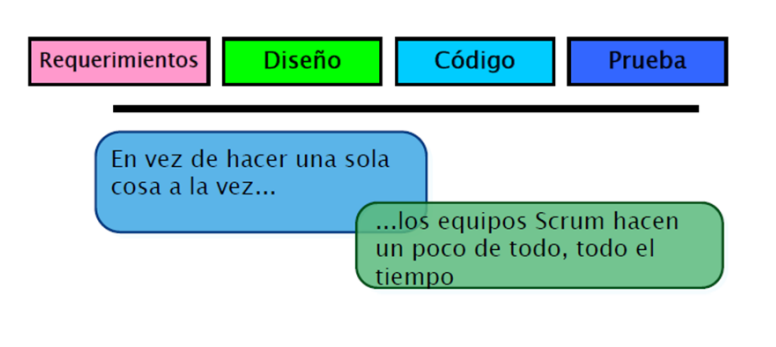 Requerimientos Diseño Código Prueba
En vez de hacer una sola
cosa a la vez...
...los equipos Scrum hacen
un poco de todo, todo el
tiempo